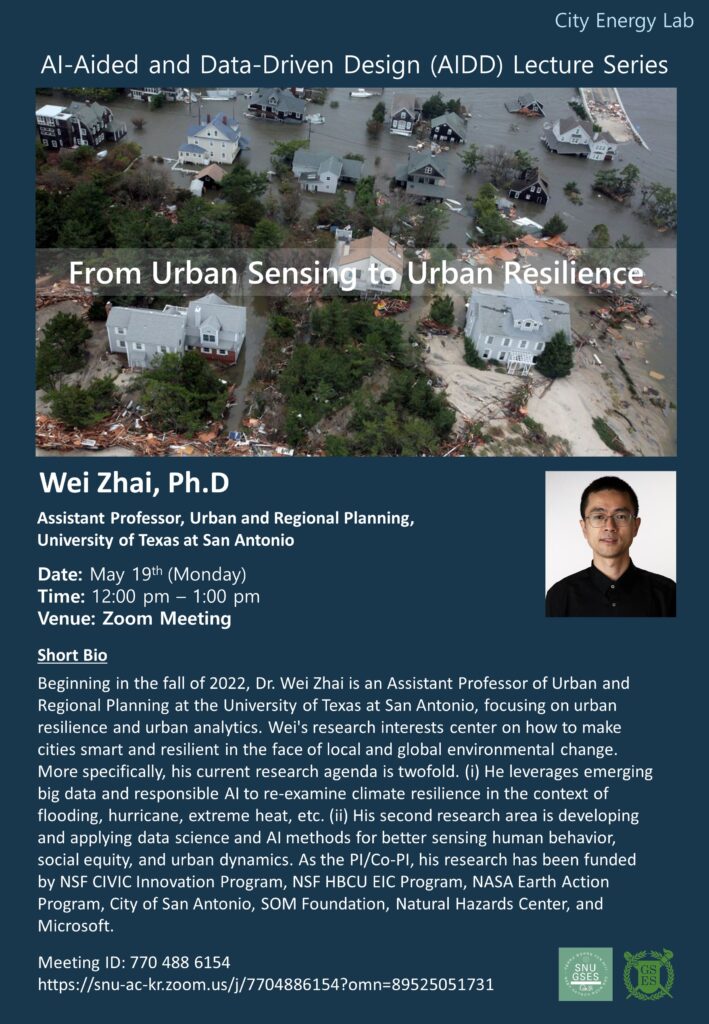 City Energy Lab
AI-Aided and Data-Driven Design (AIDD) Lecture Series
From Urban Sensing to Urban Resilience
Wei Zhai, Ph.D
Assistant Professor, Urban and Regional Planning,
University of Texas at San Antonio
Date: May 19th (Monday)
Time: 12:00 pm – 1:00 pm
Venue: Zoom Meeting
Short Bio
Beginning in the fall of 2022, Dr. Wei Zhai is an Assistant Professor of Urban and
Regional Planning at the University of Texas at San Antonio, focusing on urban
resilience and urban analytics. Wei's research interests center on how to make
cities smart and resilient in the face of local and global environmental change.
More specifically, his current research agenda is twofold. (i) He leverages emerging
big data and responsible AI to re-examine climate resilience in the context of
flooding, hurricane, extreme heat, etc. (ii) His second research area is developing
and applying data science and AI methods for better sensing human behavior,
social equity, and urban dynamics. As the PI/Co-PI, his research has been funded
by NSF CIVIC Innovation Program, NSF HBCU EIC Program, NASA Earth Action
Program, City of San Antonio, SOM Foundation, Natural Hazards Center, and
Microsoft.
Meeting ID: 770 488 6154
https://snu-ac-kr.zoom.us/j/7704886154?omn=89525051731
SNU
GSES
GS
ES